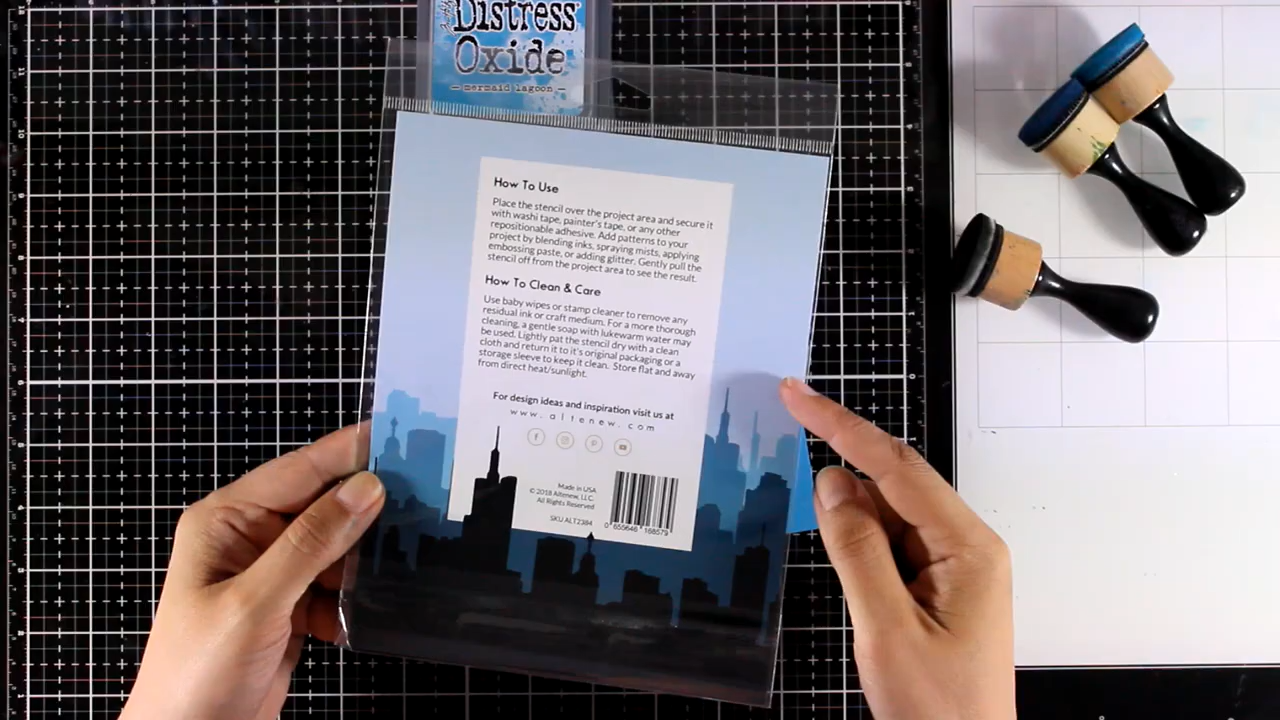 Distress
Oxide
— mermaid lagoon —
How To Use
Place the stencil over the project area and secure it
with washi tape, painter's tape, or any other
repositionable adhesive. Add patterns to your
project by blending inks, spraying mists, applying
embossing paste, or adding glitter. Gently pull the
stencil off from the project area to see the result.
How To Clean & Care
Use baby wipes or stamp cleaner to remove any
residual ink or craft medium. For a more thorough
cleaning, a gentle soap with lukewarm water may
be used. Lightly pat the stencil dry with a clean
cloth and return it to it's original packaging or a
storage sleeve to keep it clean. Store flat and away
from direct heat/sunlight.
For design ideas and inspiration visit us at
www.altenew.com
Made in USA
© 2018 Altenew, LLC.
All Rights Reserved
SKU ALT2384
0 655646 168579